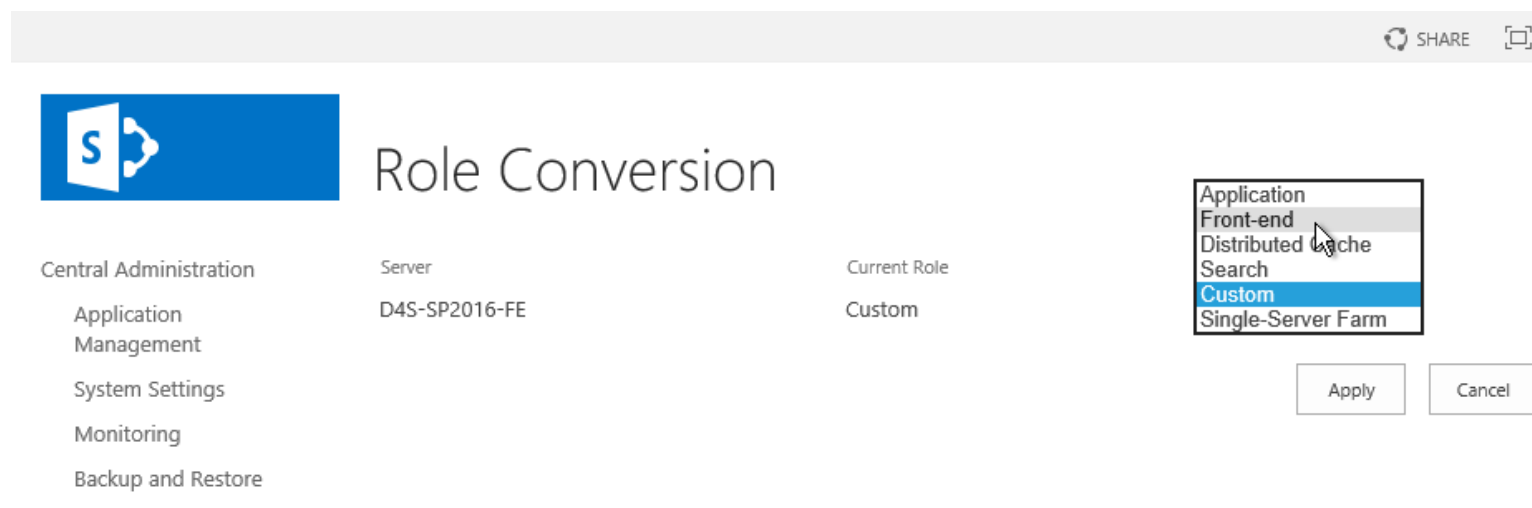 SHARE
S
Role Conversion
Application
Front-end
Distributed Cache
Search
Custom
Single-Server Farm
Central Administration
Server
Current Role
Application
Management
D4S-SP2016-FE
Custom
System Settings
Apply
Cancel
Monitoring
Backup and Restore